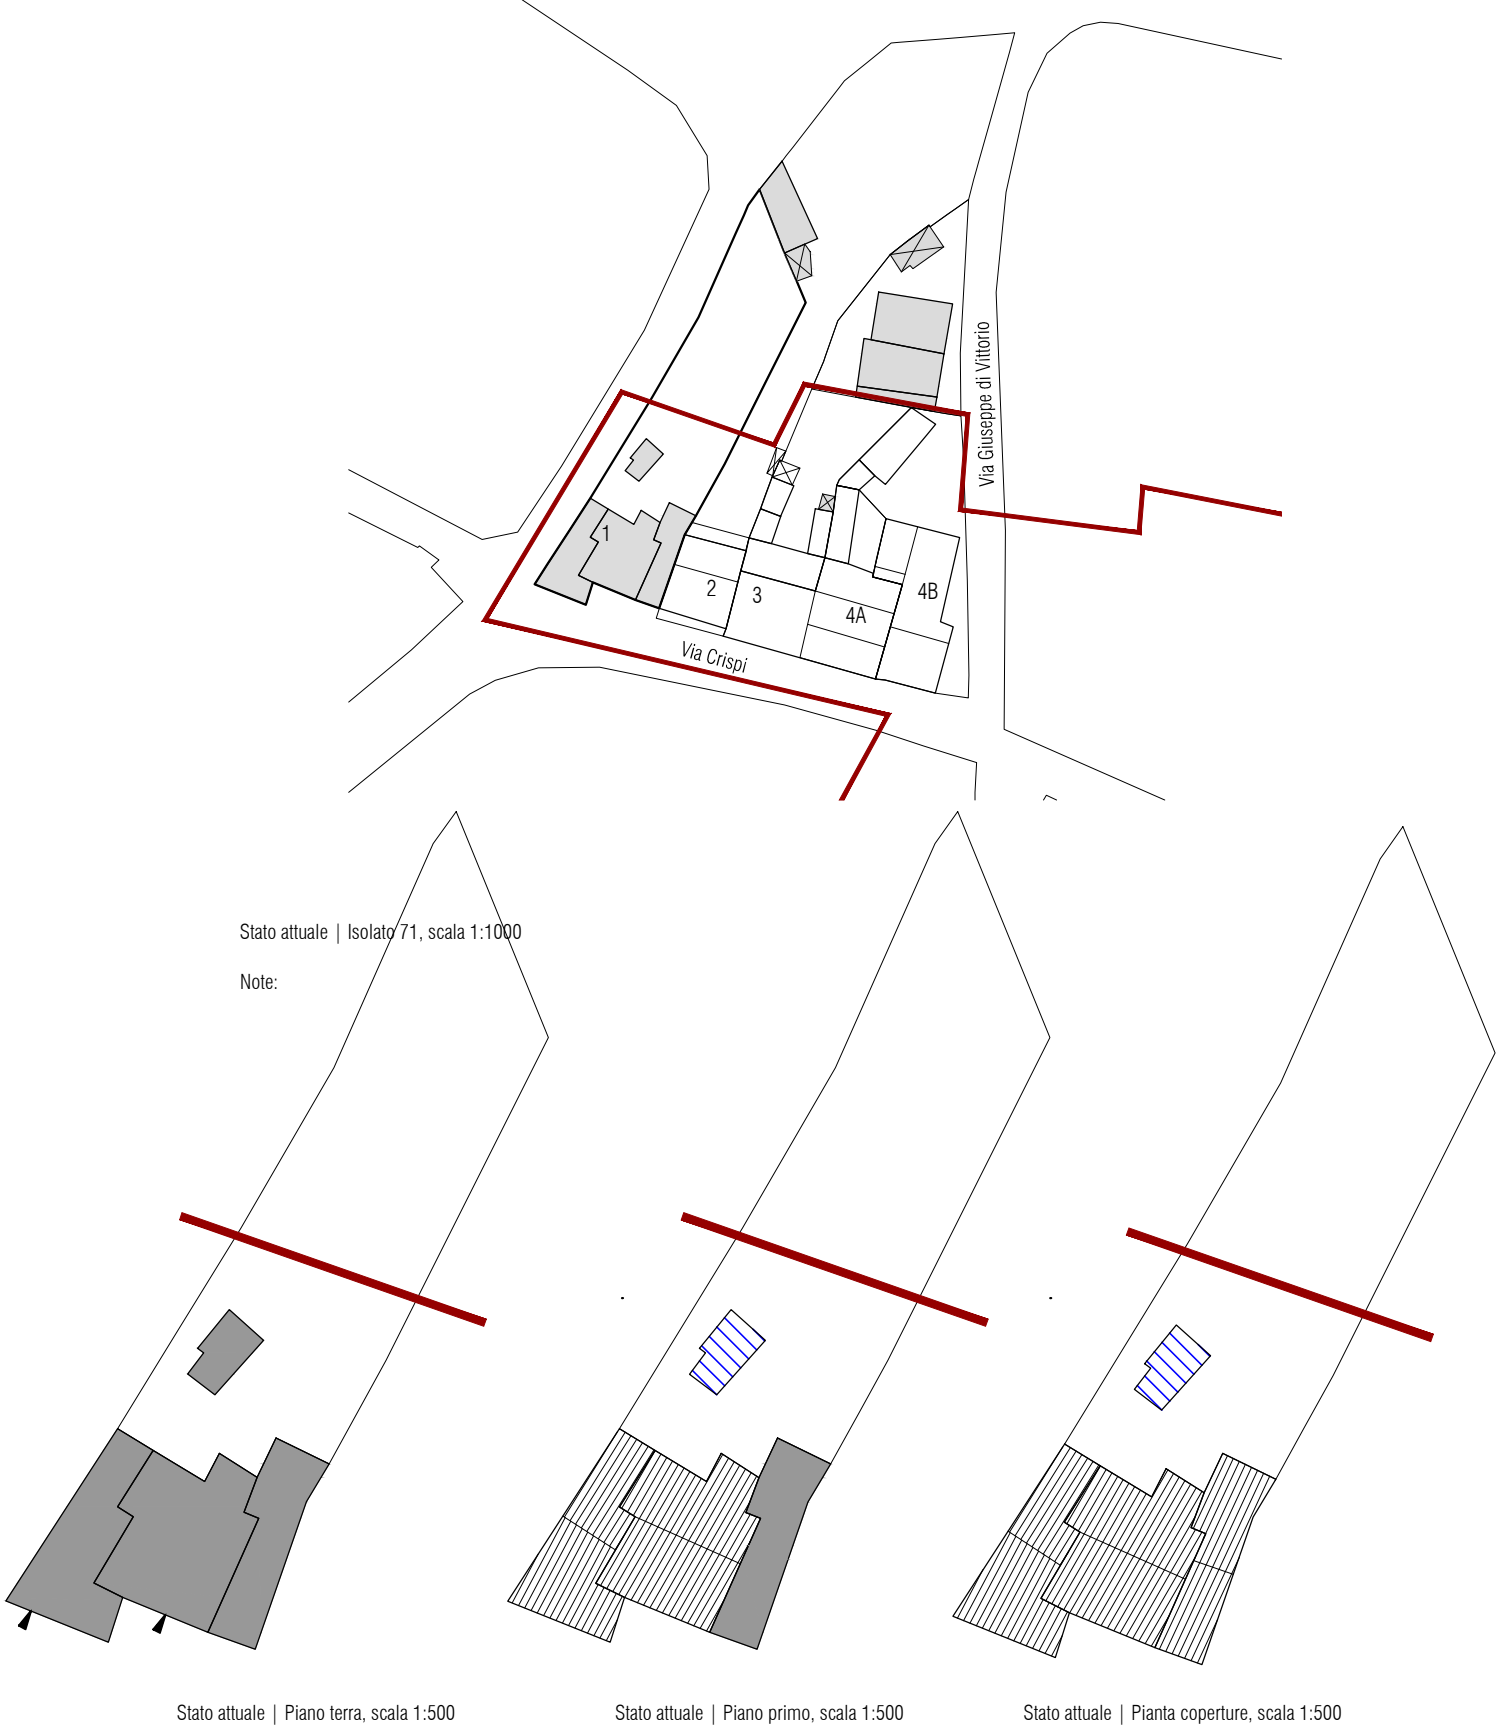 Via Giuseppe di Vittorio
1
2
3
4A
4B
Via Crispi
Stato attuale | Isolato 71, scala 1:1000
Note:
Stato attuale | Piano terra, scala 1:500
Stato attuale | Piano primo, scala 1:500
Stato attuale | Pianta coperture, scala 1:500